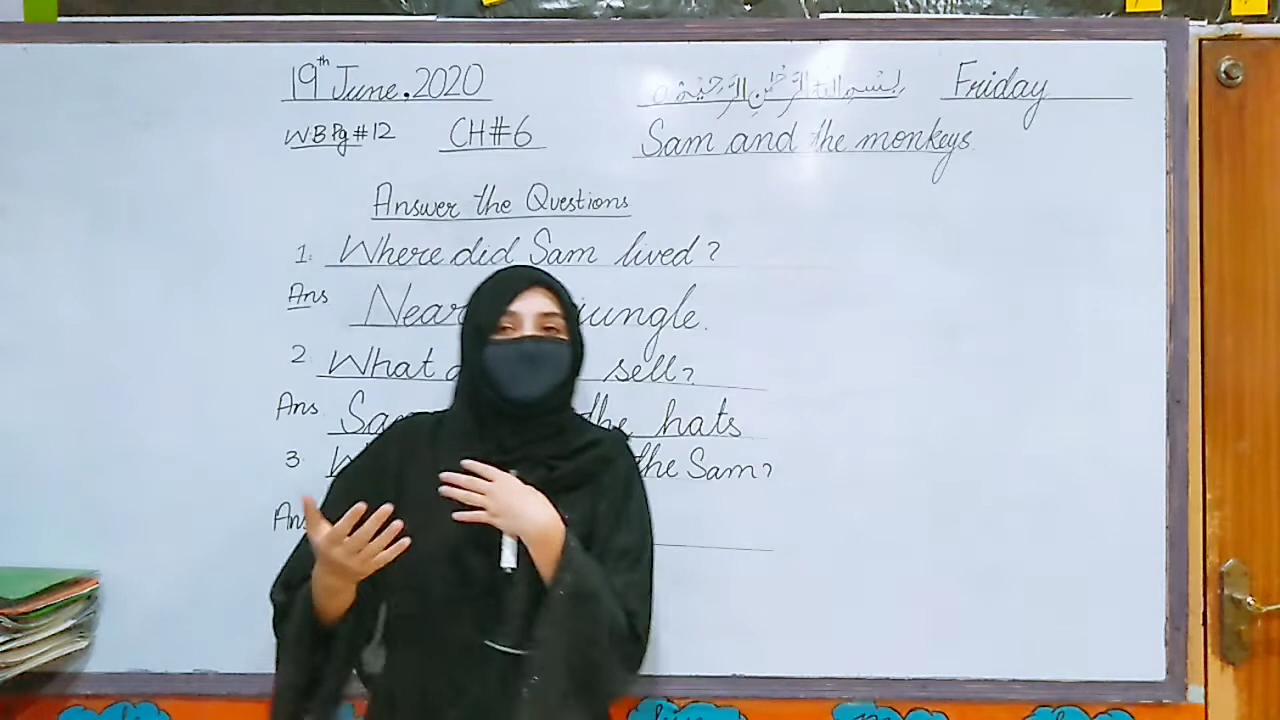 19th June, 2020 بسم الله الرحمن الرحيم Friday
WB Pg # 12 CH # 6 Sam and the monkeys
Answer the Questions
1. Where did Sam lived?
Ans Near jungle.
2 What sell?
Ans the hats
3 the Sam?
Ans